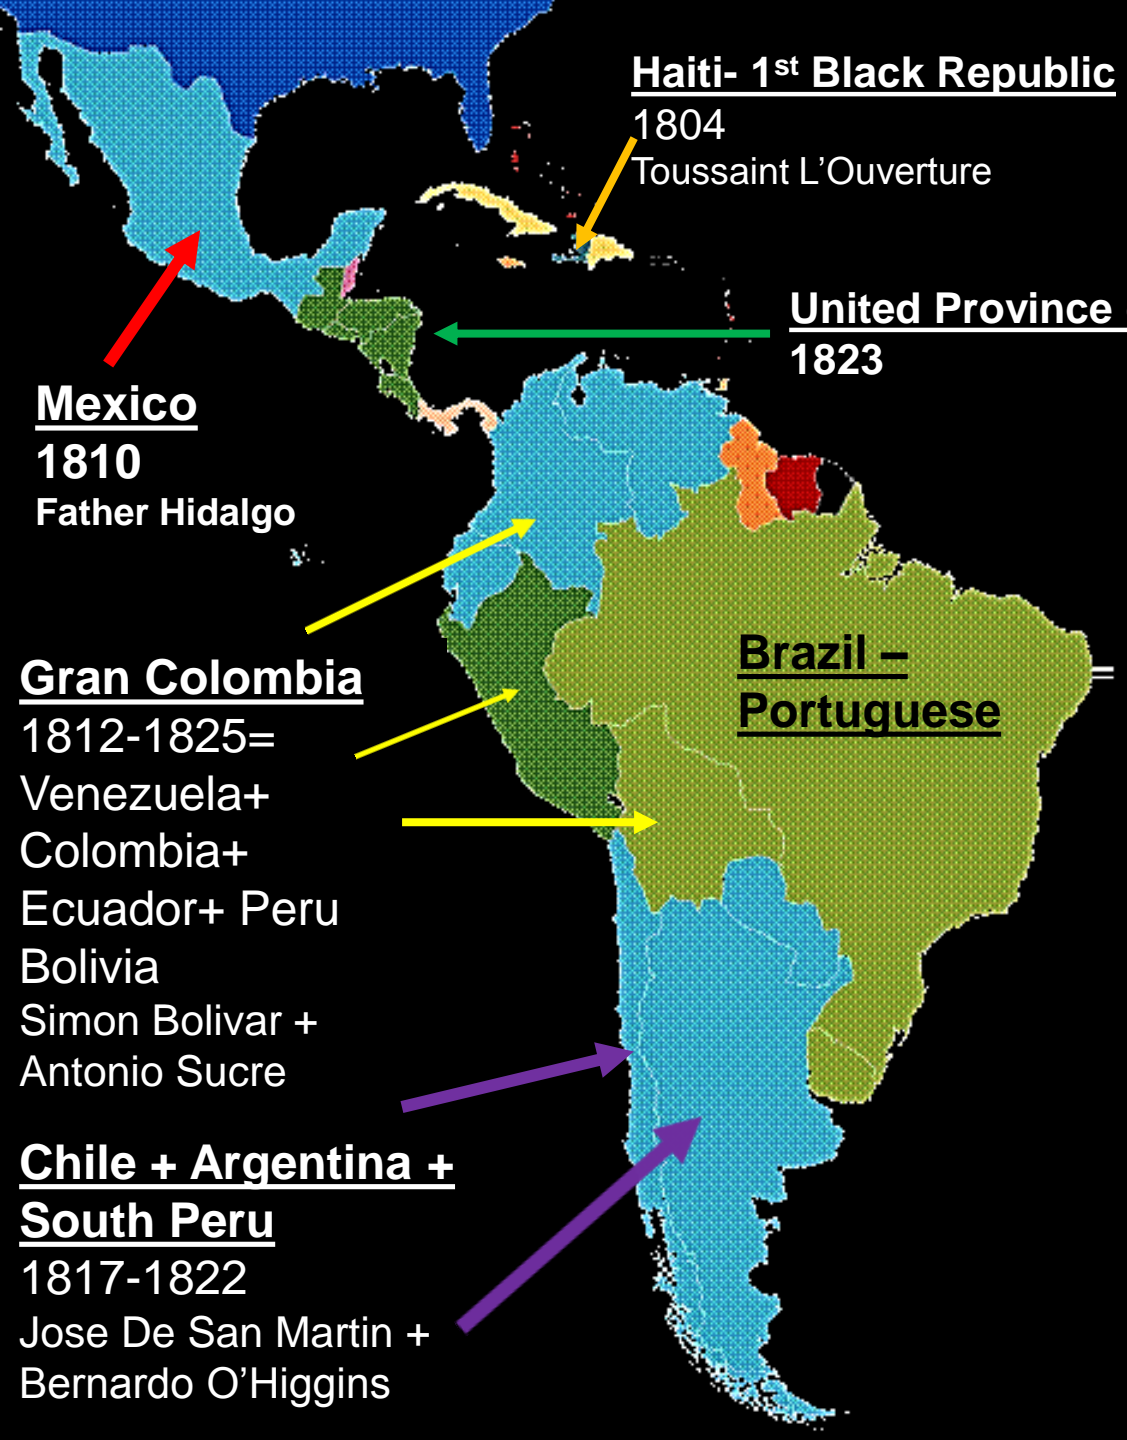 Haiti- 1st Black Republic
1804
Toussaint L’Ouverture
United Province
1823
Mexico
1810
Father Hidalgo
Gran Colombia
1812-1825=
Venezuela+
Colombia+
Ecuador+ Peru
Bolivia
Simon Bolivar +
Antonio Sucre
Brazil –
Portuguese
=
Chile + Argentina +
South Peru
1817-1822
Jose De San Martin +
Bernardo O’Higgins